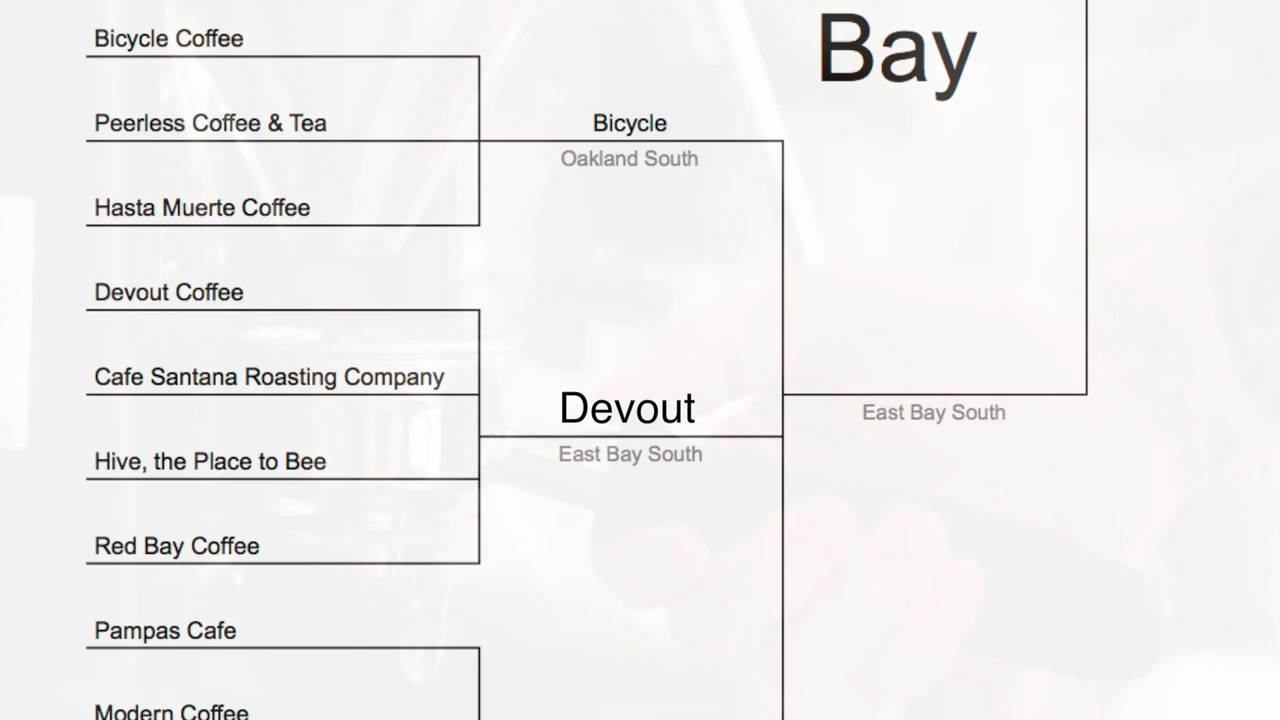 Bay
Bicycle Coffee
Peerless Coffee & Tea
Bicycle
Oakland South
Hasta Muerte Coffee
Devout Coffee
Cafe Santana Roasting Company
Devout
East Bay South
East Bay South
Hive, the Place to Bee
Red Bay Coffee
Pampas Cafe
Modern Coffee